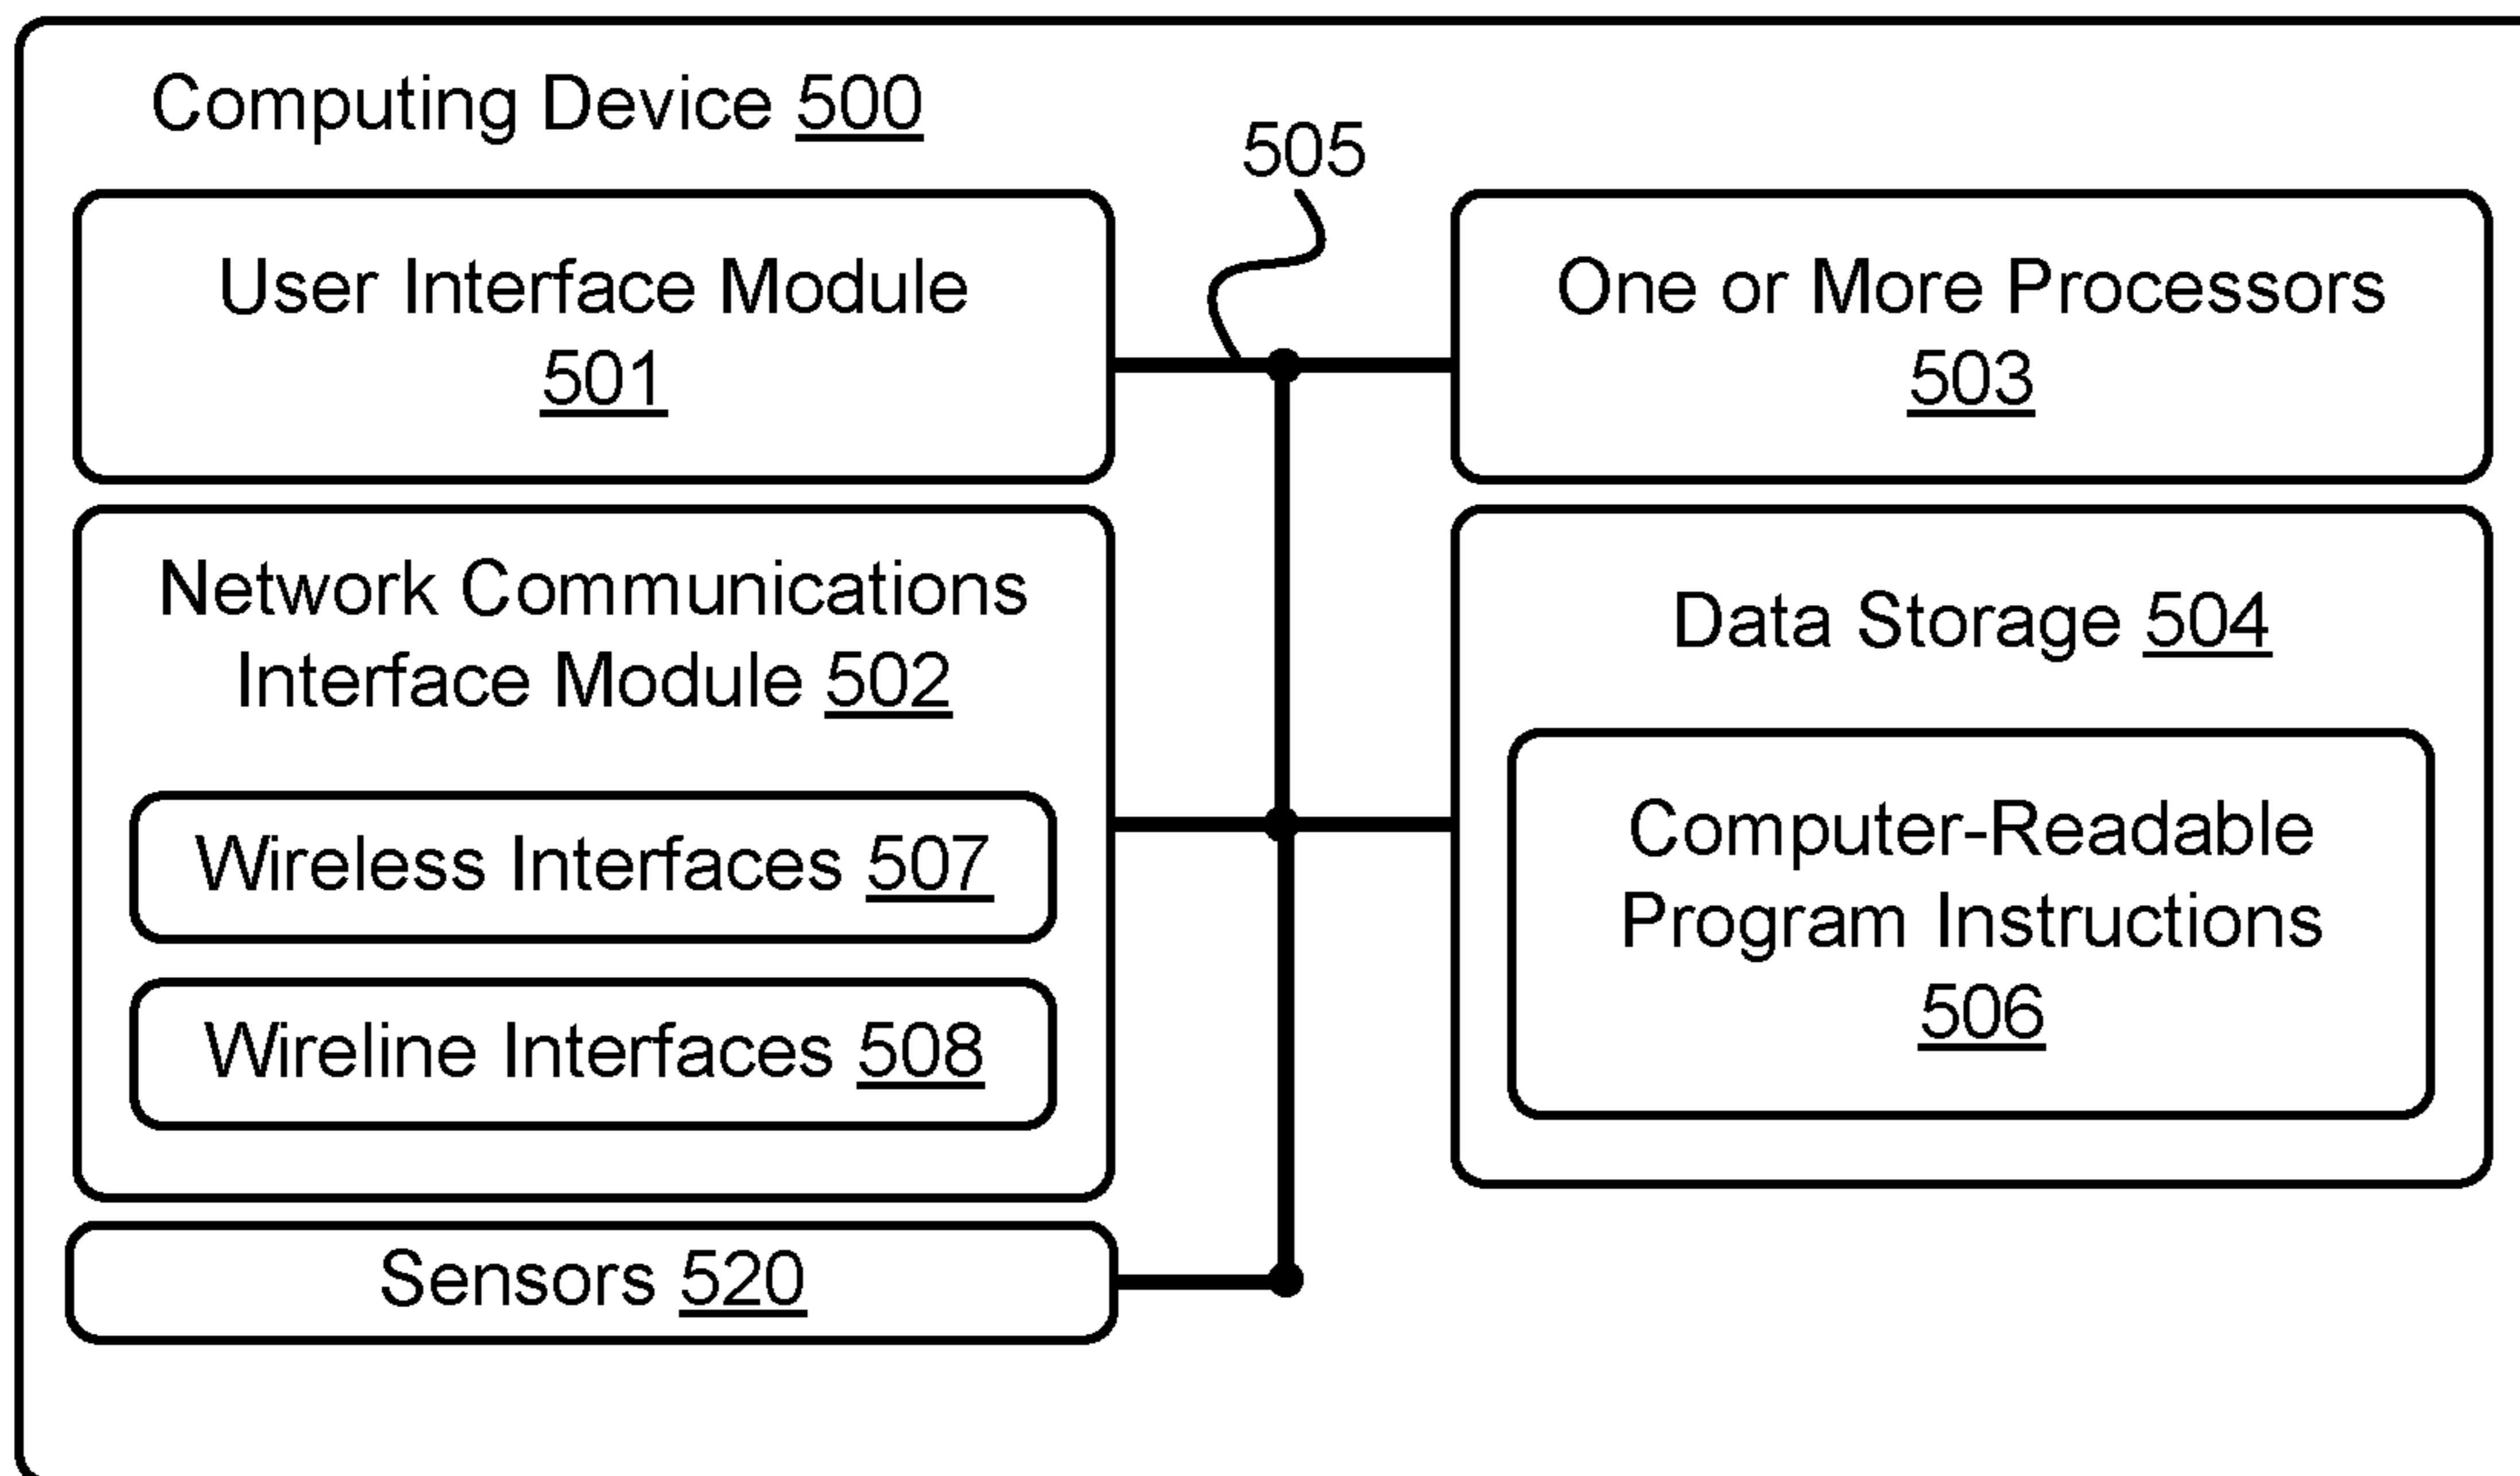 Computing Device 500
505
User Interface Module
501
One or More Processors
503
Network Communications
Interface Module 502
Wireless Interfaces 507
Wireline Interfaces 508
Data Storage 504
Computer-Readable
Program Instructions
506
Sensors 520